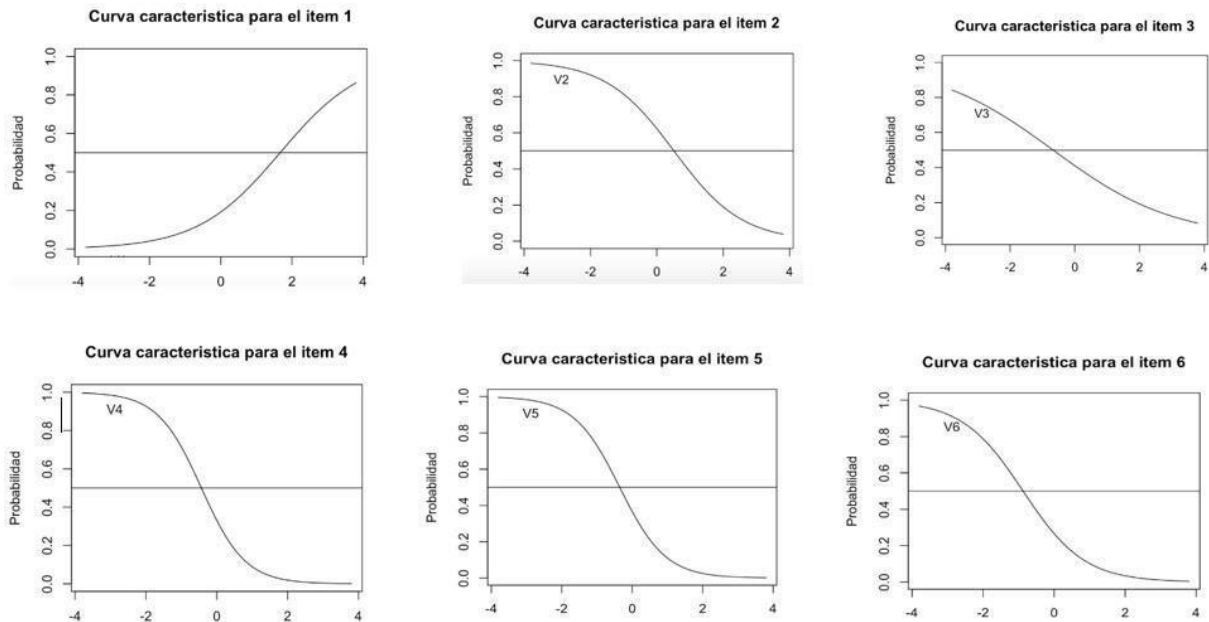 Curva caracteristica para el item 1
Probabilidad
0.0 0.2 0.4 0.6 0.8 1.0
-4 -2 0 2 4
Curva caracteristica para el item 2
Probabilidad
0.0 0.2 0.4 0.6 0.8 1.0
V2
-4 -2 0 2 4
Curva caracteristica para el item 3
Probabilidad
0.0 0.2 0.4 0.6 0.8 1.0
V3
-4 -2 0 2 4
Curva caracteristica para el item 4
Probabilidad
0.0 0.2 0.4 0.6 0.8 1.0
V4
-4 -2 0 2 4
Curva caracteristica para el item 5
Probabilidad
0.0 0.2 0.4 0.6 0.8 1.0
V5
-4 -2 0 2 4
Curva caracteristica para el item 6
Probabilidad
0.0 0.2 0.4 0.6 0.8 1.0
V6
-4 -2 0 2 4